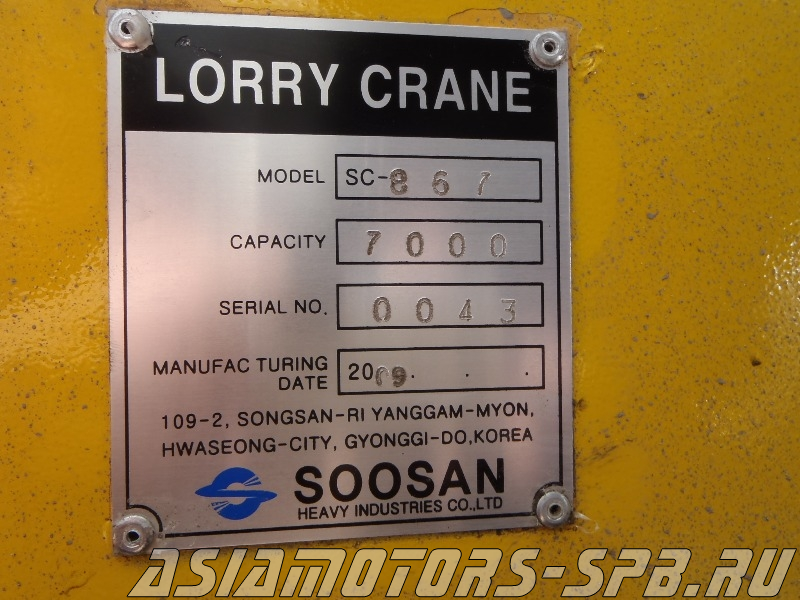 LORRY CRANE
MODEL SC-867
CAPACITY 7000
SERIAL NO. 0043
MANUFAC TURING
DATE 2009. . .
109-2, SONGSAN-RI YANGGAM-MYON,
HWASEONG-CITY, GYONGGI-DO,KOREA
SOOSAN
HEAVY INDUSTRIES CO.,LTD
ASIAMOTORS-SPB.RU